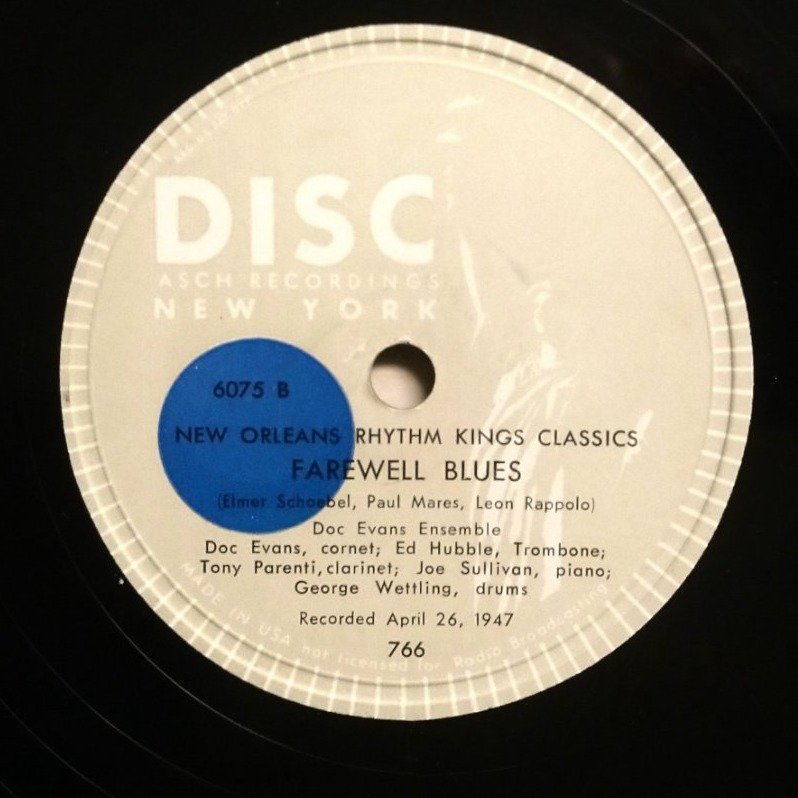 DISC
ASCH RECORDINGS
NEW YORK
6075 B
NEW ORLEANS RHYTHM KINGS CLASSICS
FAREWELL BLUES
(Elmer Schoebel, Paul Mares, Leon Rappolo)
Doc Evans Ensemble
Doc Evans, cornet; Ed Hubble, Trombone;
Tony Parenti, clarinet; Joe Sullivan, piano;
George Wettling, drums
Recorded April 26, 1947
766
MADE IN USA not licensed for Radio Broadcasting